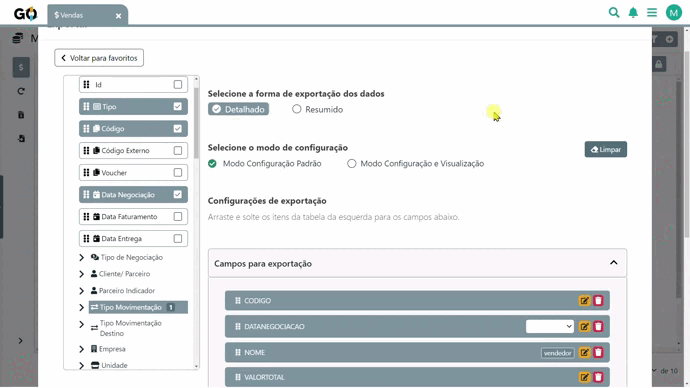 GO
$ Vendas
M
Voltar para favoritos
Id
Tipo
Código
Código Externo
Voucher
Data Negociação
Data Faturamento
Data Entrega
Tipo de Negociação
Cliente/ Parceiro
Parceiro Indicador
Tipo Movimentação 1
Tipo Movimentação
Destino
Empresa
Unidade
Selecione a forma de exportação dos dados
Detalhado
Resumido
Selecione o modo de configuração
Limpar
Modo Configuração Padrão
Modo Configuração e Visualização
Configurações de exportação
Arraste e solte os itens da tabela da esquerda para os campos abaixo.
Campos para exportação
CODIGO
DATANEGOCIACAO
NOME
vendedor
VALORTOTAL
de 10